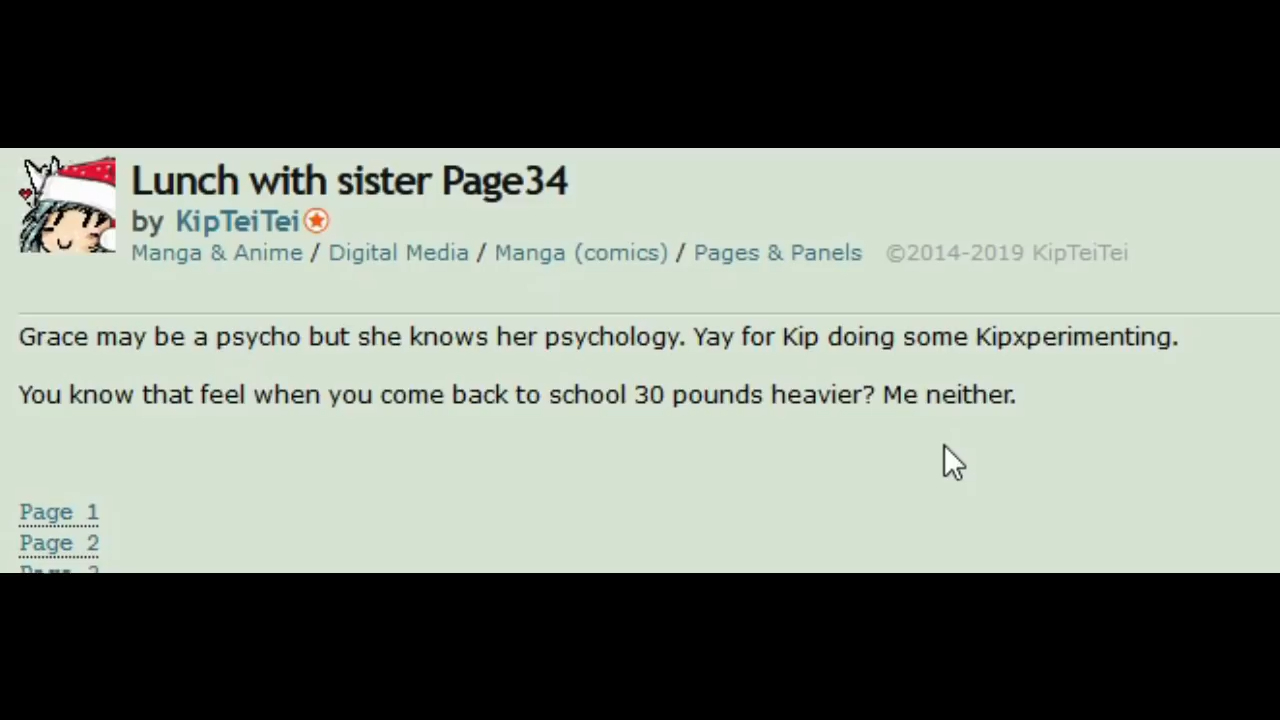 Lunch with sister Page34
by KipTeiTei
Manga & Anime / Digital Media / Manga (comics) / Pages & Panels ©2014-2019 KipTeiTei
Grace may be a psycho but she knows her psychology. Yay for Kip doing some Kipxperimenting.
You know that feel when you come back to school 30 pounds heavier? Me neither.
Page 1
Page 2